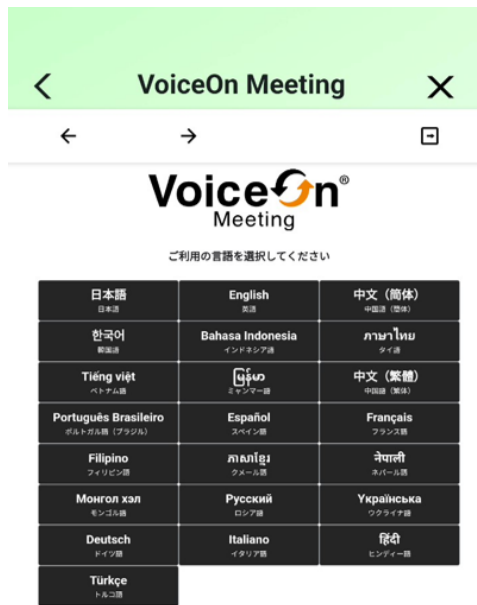 VoiceOn Meeting
VoiceOn®
Meeting
ご利用の言語を選択してください
日本語
日本語
English
英語
中文（简体）
中国語（簡体）
한국어
韓国語
Bahasa Indonesia
インドネシア語
ภาษาไทย
タイ語
Tiếng việt
ベトナム語
မြန်မာ
ミャンマー語
中文（繁體）
中国語（繁体）
Português Brasileiro
ポルトガル語（ブラジル）
Español
スペイン語
Français
フランス語
Filipino
フィリピン語
ភាសាខ្មែរ
クメール語
नेपाली
ネパール語
Монгол хэл
モンゴル語
Русский
ロシア語
Українська
ウクライナ語
Deutsch
ドイツ語
Italiano
イタリア語
हिंदी
ヒンディー語
Türkçe
トルコ語